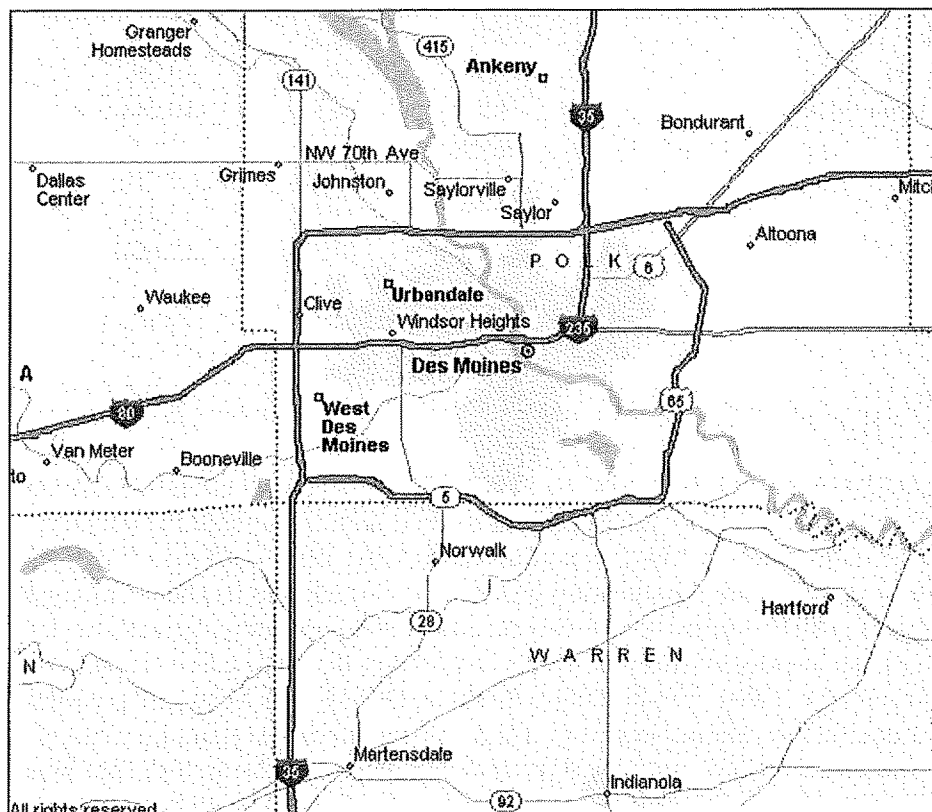 Granger
Homesteads
415
Ankeny
141
35
Bondurant
NW 70th Ave
Grimes
Dallas
Center
Johnston
Saylorville
Saylor
Altoona
P O L K
6
Waukee
Clive
Urbandale
Windsor Heights
235
Des Moines
A
80
West
Des
Moines
65
Van Meter
Booneville
to
5
Norwalk
Hartford
28
N
W A R R E N
Martensdale
35
Indianola
92
All rights reserved